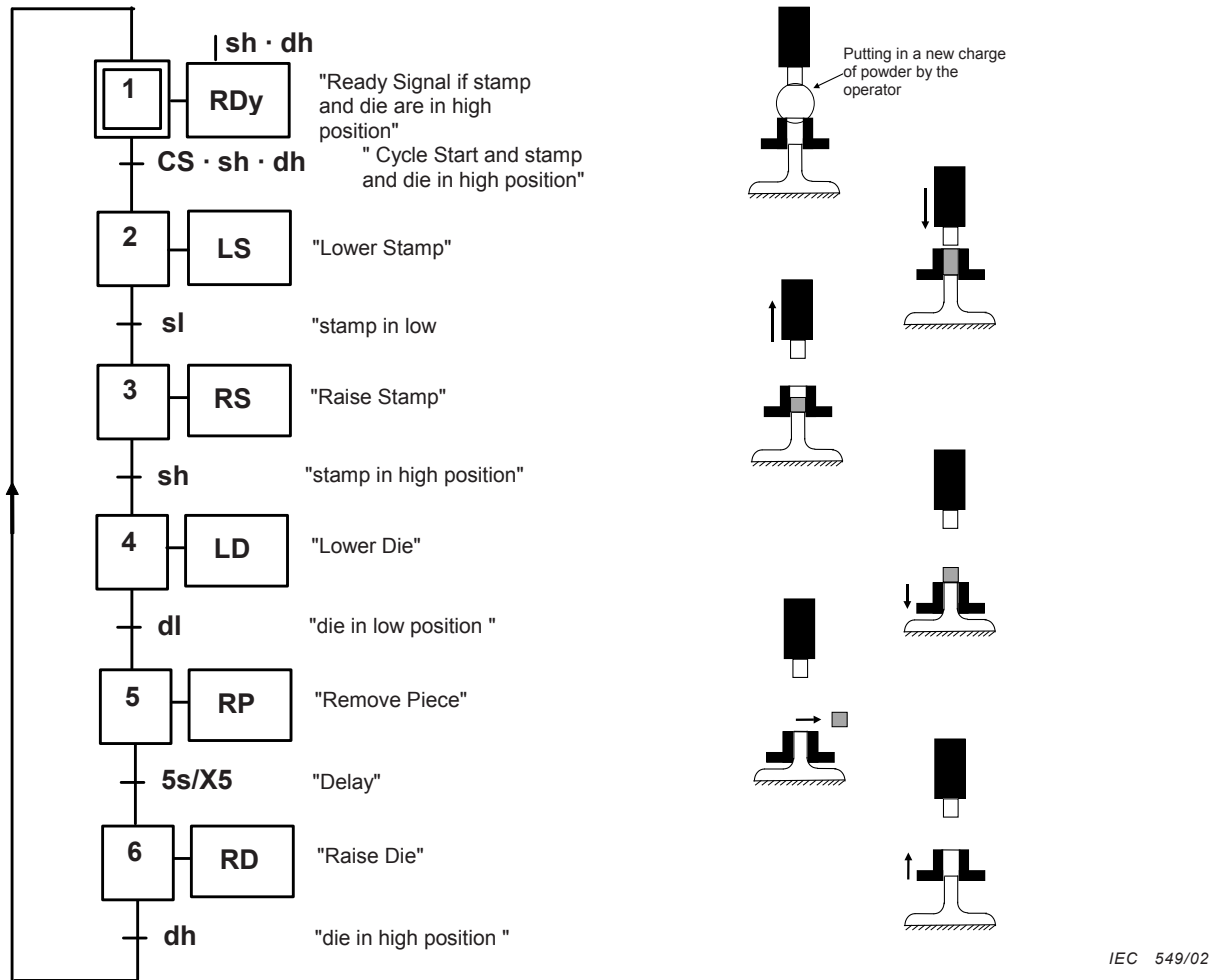 sh · dh
1
RDy
"Ready Signal if stamp
and die are in high
position"
CS · sh · dh
" Cycle Start and stamp
and die in high position"
2
LS
"Lower Stamp"
sl
"stamp in low
3
RS
"Raise Stamp"
sh
"stamp in high position"
4
LD
"Lower Die"
dl
"die in low position "
5
RP
"Remove Piece"
5s/X5
"Delay"
6
RD
"Raise Die"
dh
"die in high position "
Putting in a new charge
of powder by the
operator
IEC 549/02